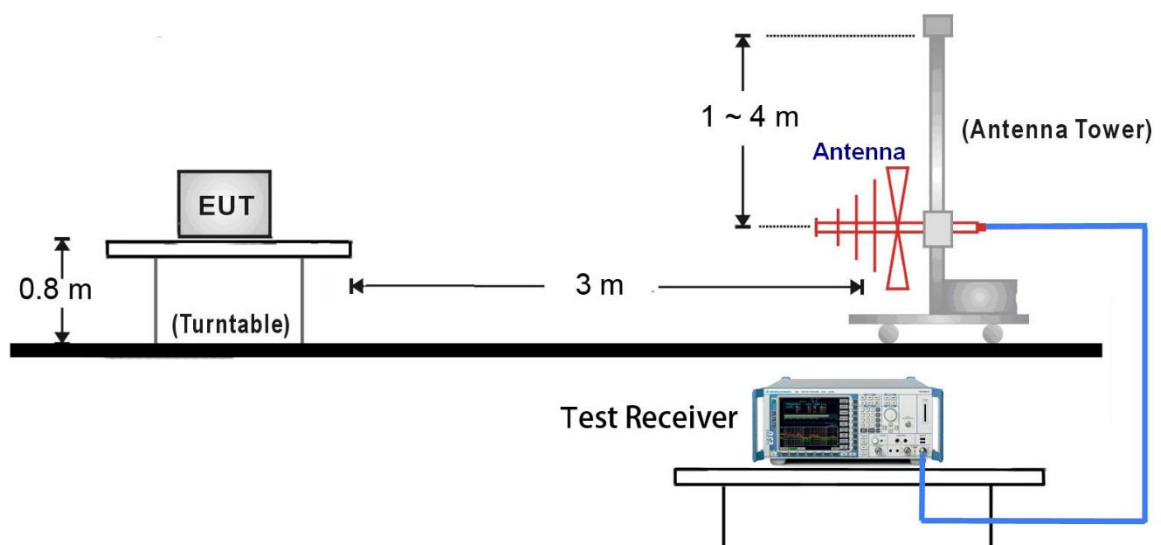 1 ~ 4 m
(Antenna Tower)
Antenna
EUT
0.8 m
3 m
(Turntable)
Test Receiver